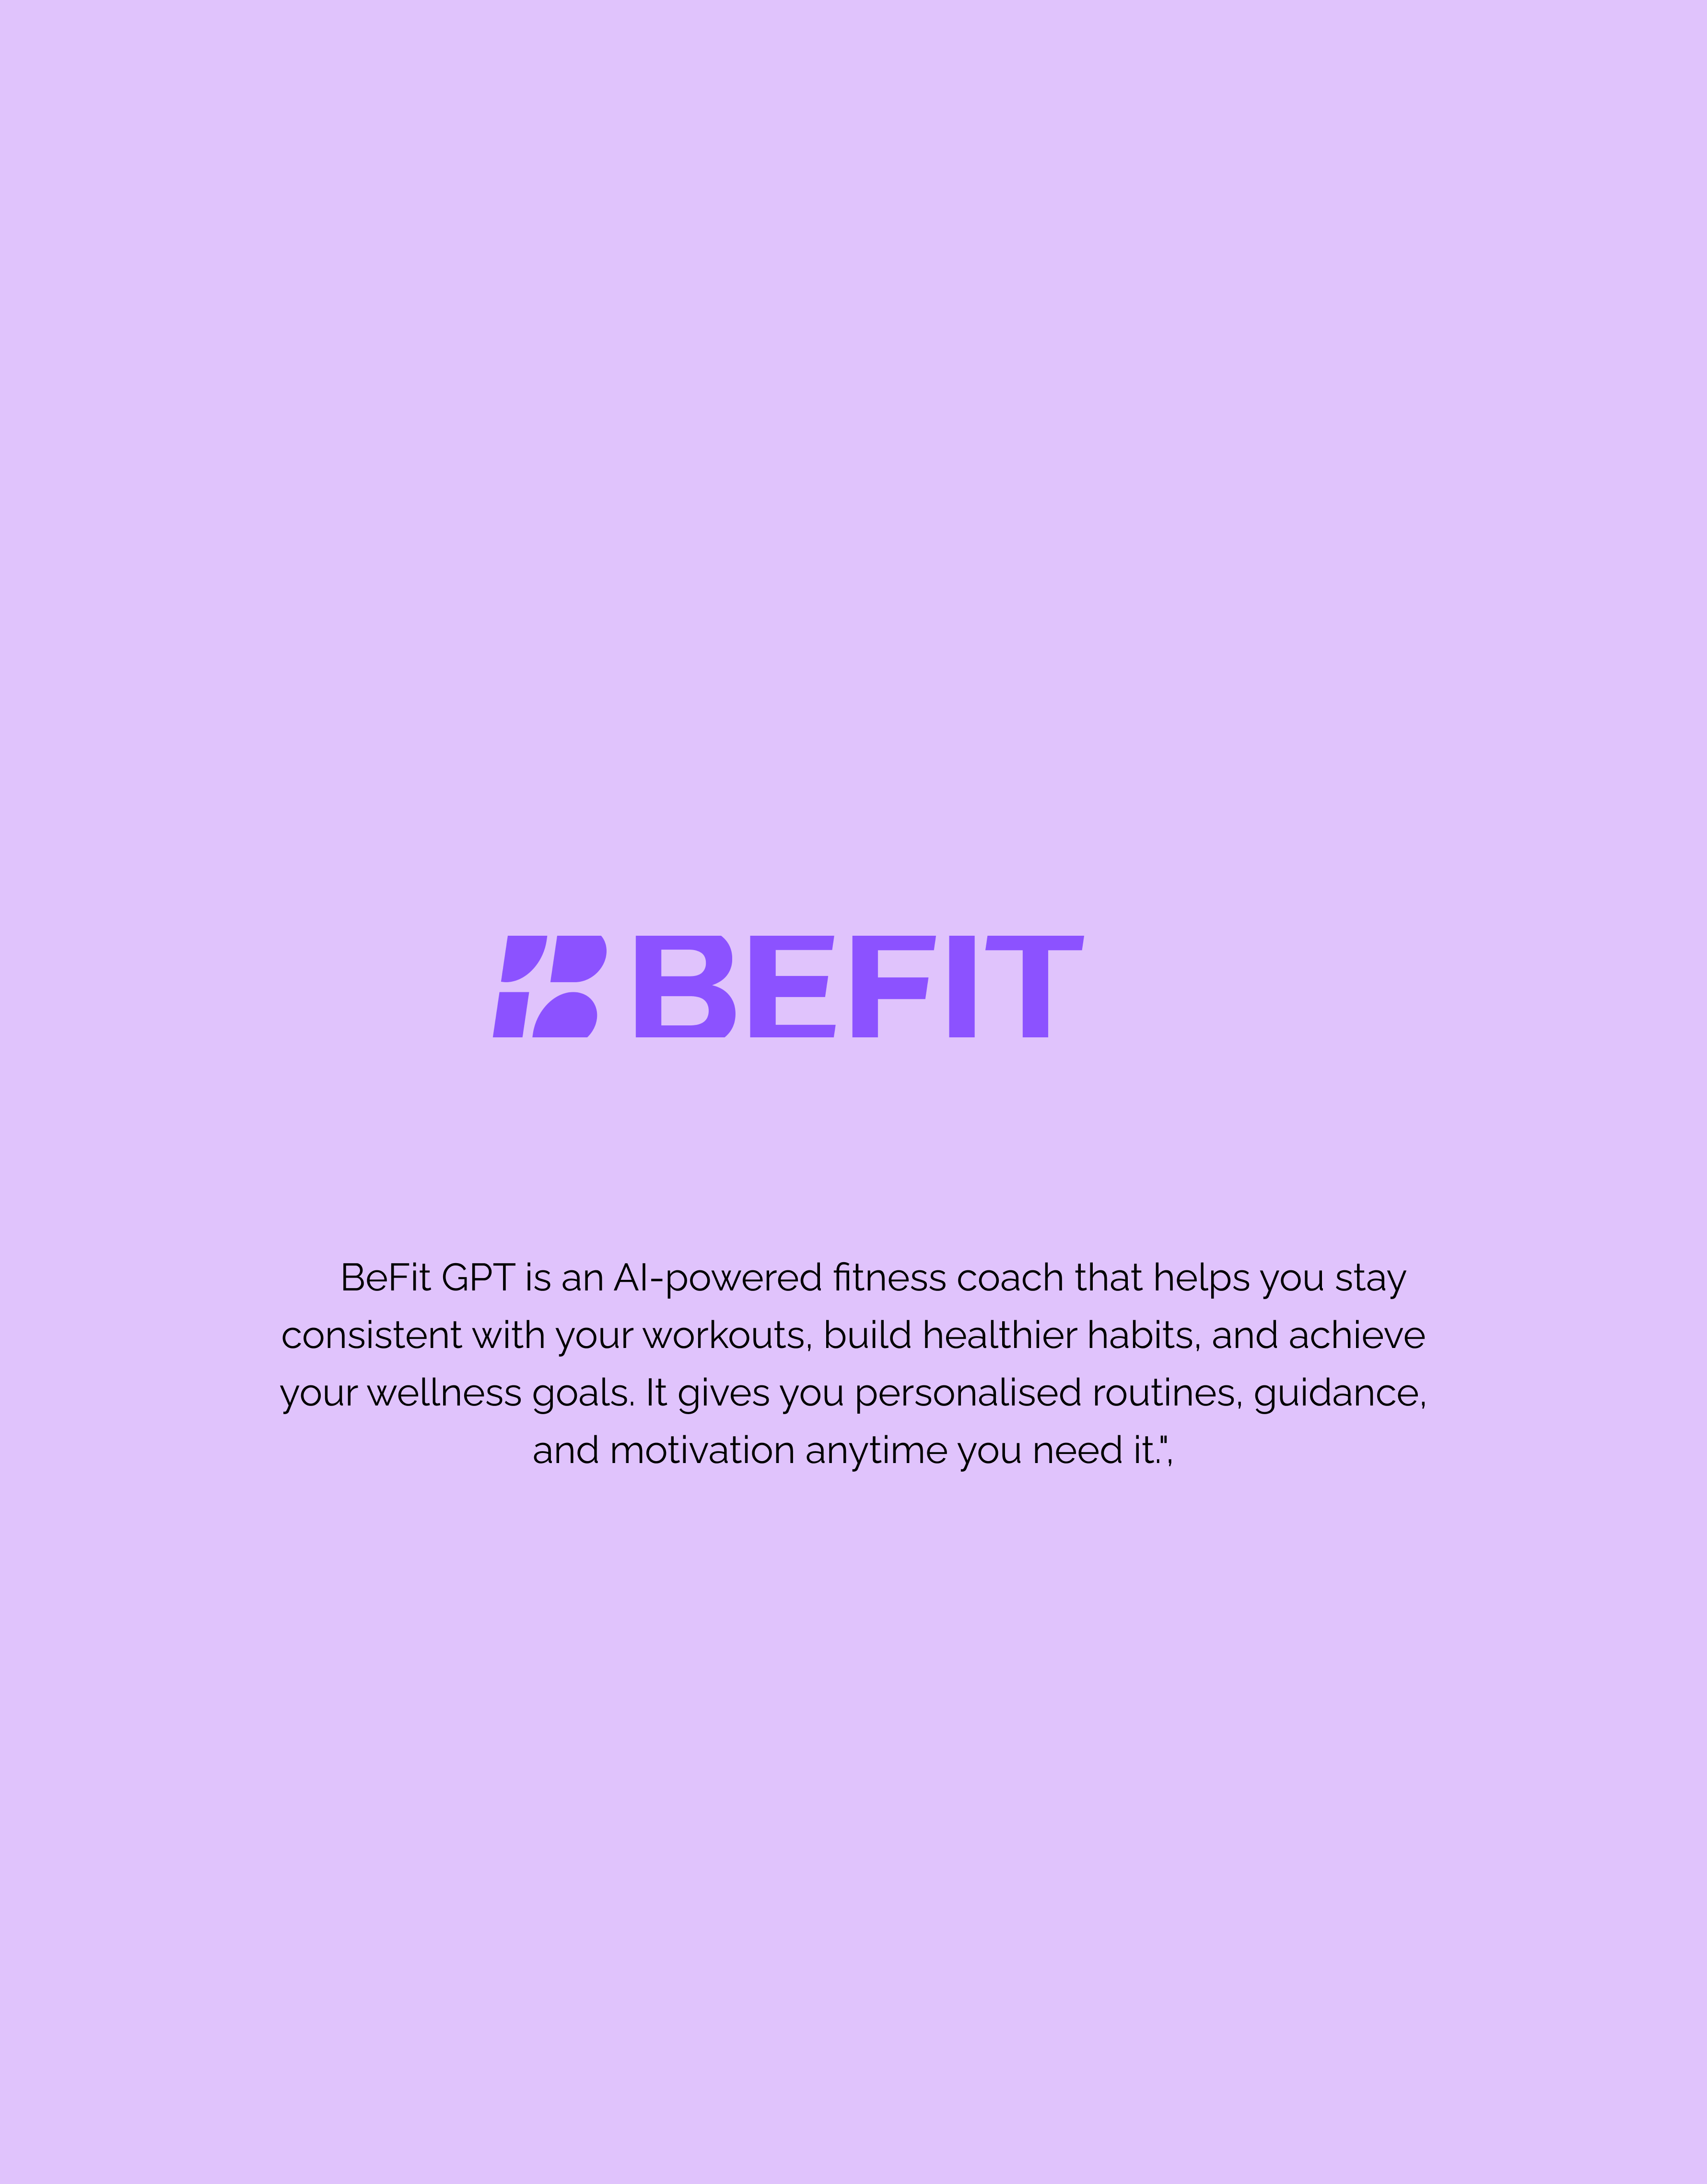 BEFIT
BeFit GPT is an AI-powered fitness coach that helps you stay
consistent with your workouts, build healthier habits, and achieve
your wellness goals. It gives you personalised routines, guidance,
and motivation anytime you need it.",